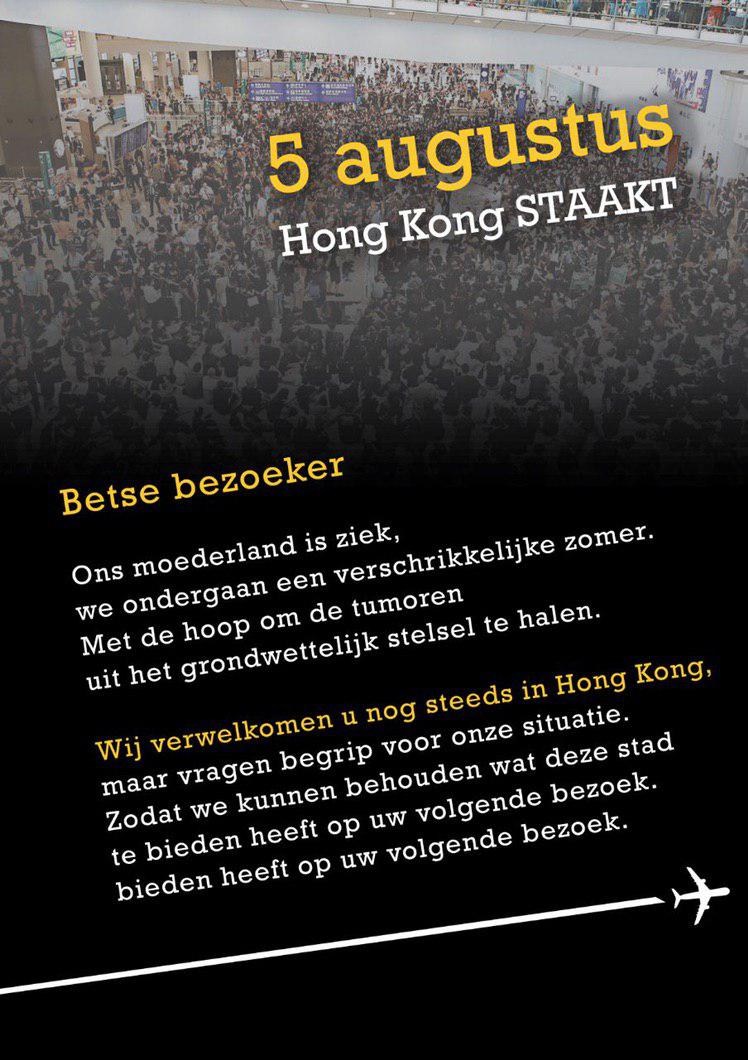 5 augustus
Hong Kong STAAKT
Betse bezoeker
Ons moederland is ziek,
we ondergaan een verschrikkelijke zomer.
Met de hoop om de tumoren
uit het grondwettelijk stelsel te halen.
Wij verwelkomen u nog steeds in Hong Kong,
maar vragen begrip voor onze situatie.
Zodat we kunnen behouden wat deze stad
te bieden heeft op uw volgende bezoek.
bieden heeft op uw volgende bezoek.